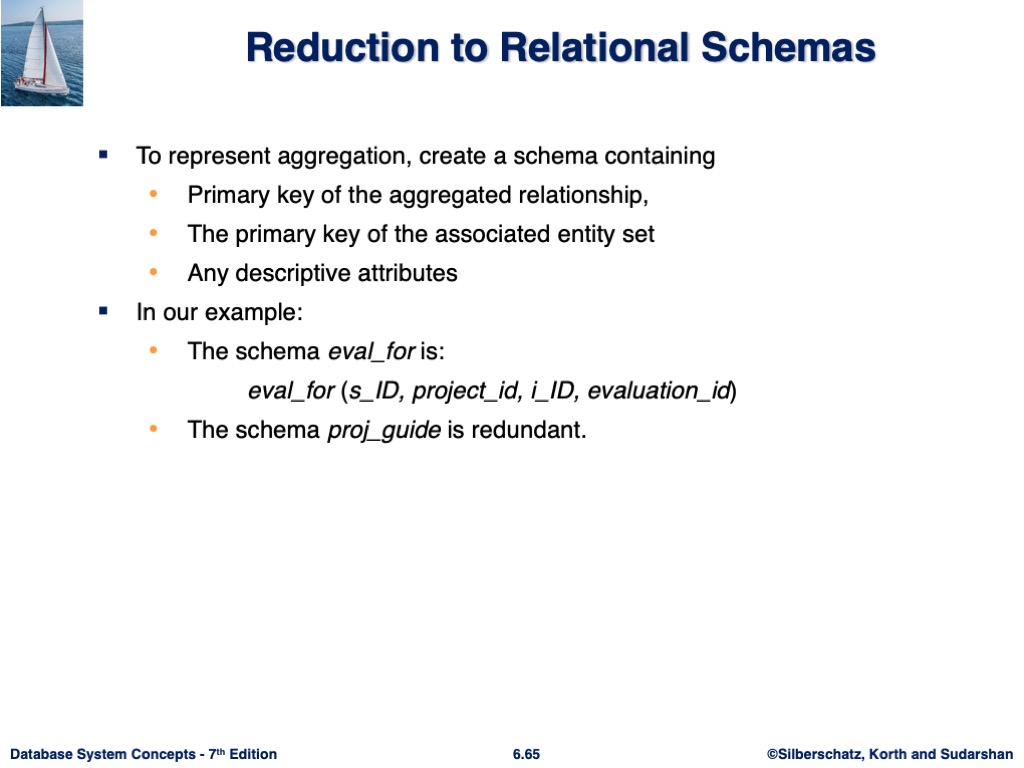 Reduction to Relational Schemas
▪ To represent aggregation, create a schema containing
• Primary key of the aggregated relationship,
• The primary key of the associated entity set
• Any descriptive attributes
▪ In our example:
• The schema eval_for is:
eval_for (s_ID, project_id, i_ID, evaluation_id)
• The schema proj_guide is redundant.
Database System Concepts - 7th Edition 6.65 ©Silberschatz, Korth and Sudarshan